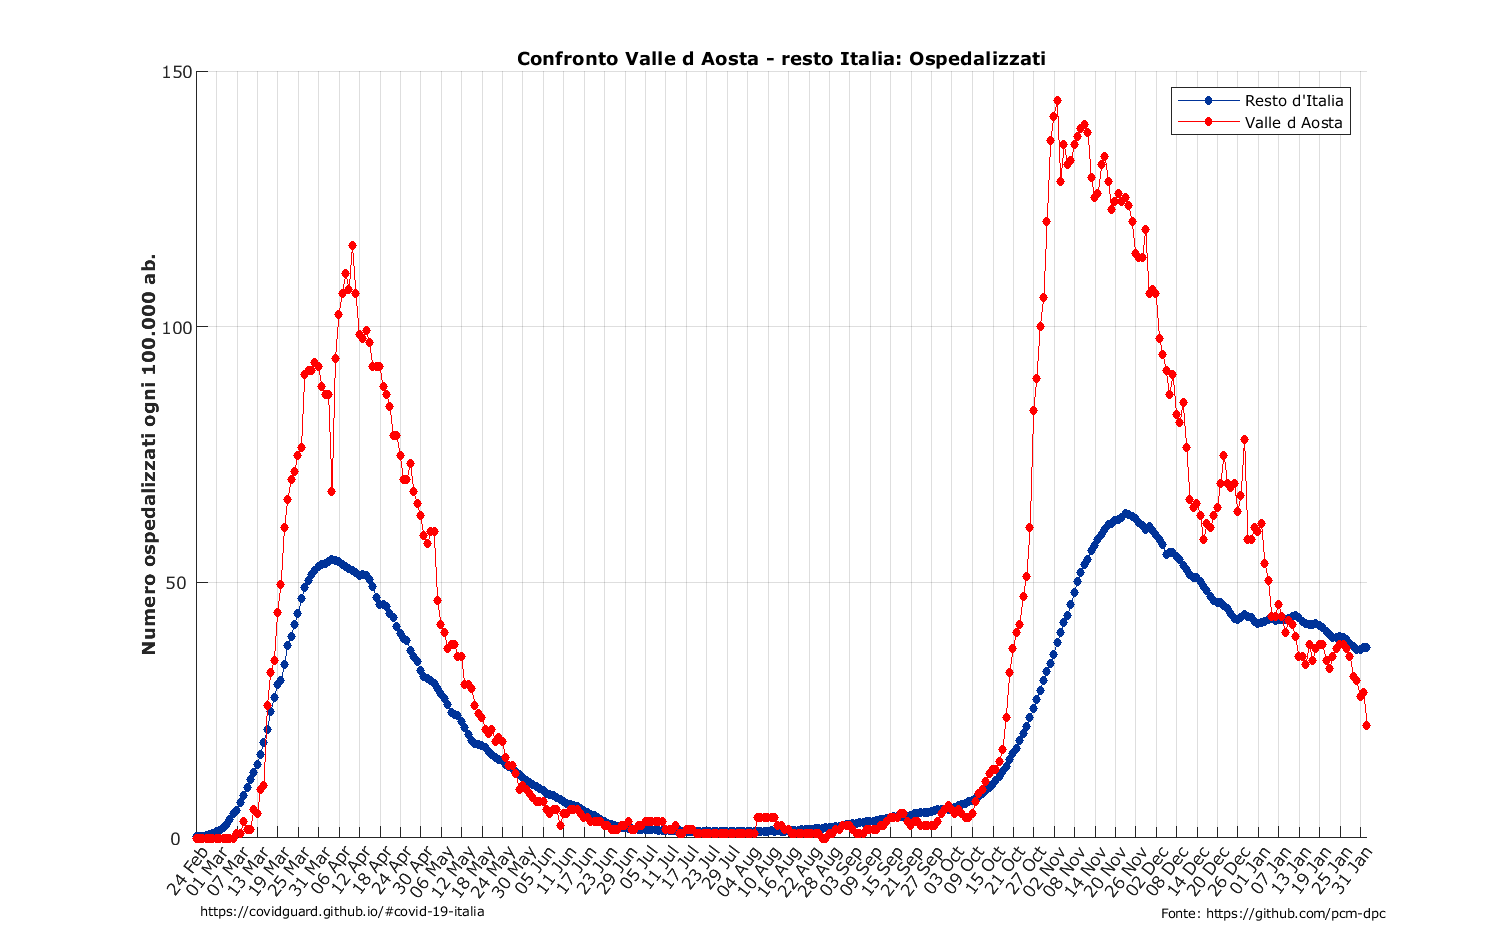 Confronto Valle d Aosta - resto Italia: Ospedalizzati
Numero ospedalizzati ogni 100.000 ab.
150
100
50
0
Resto d'Italia
Valle d Aosta
24 Feb
01 Mar
07 Mar
13 Mar
19 Mar
25 Mar
31 Mar
06 Apr
12 Apr
18 Apr
24 Apr
30 Apr
06 May
12 May
18 May
24 May
30 May
05 Jun
11 Jun
17 Jun
23 Jun
29 Jun
05 Jul
11 Jul
17 Jul
23 Jul
29 Jul
04 Aug
10 Aug
16 Aug
22 Aug
28 Aug
03 Sep
09 Sep
15 Sep
21 Sep
27 Sep
03 Oct
09 Oct
15 Oct
21 Oct
27 Oct
02 Nov
08 Nov
14 Nov
20 Nov
26 Nov
02 Dec
08 Dec
14 Dec
20 Dec
26 Dec
01 Jan
07 Jan
13 Jan
19 Jan
25 Jan
31 Jan
https://covidguard.github.io/#covid-19-italia
Fonte: https://github.com/pcm-dpc